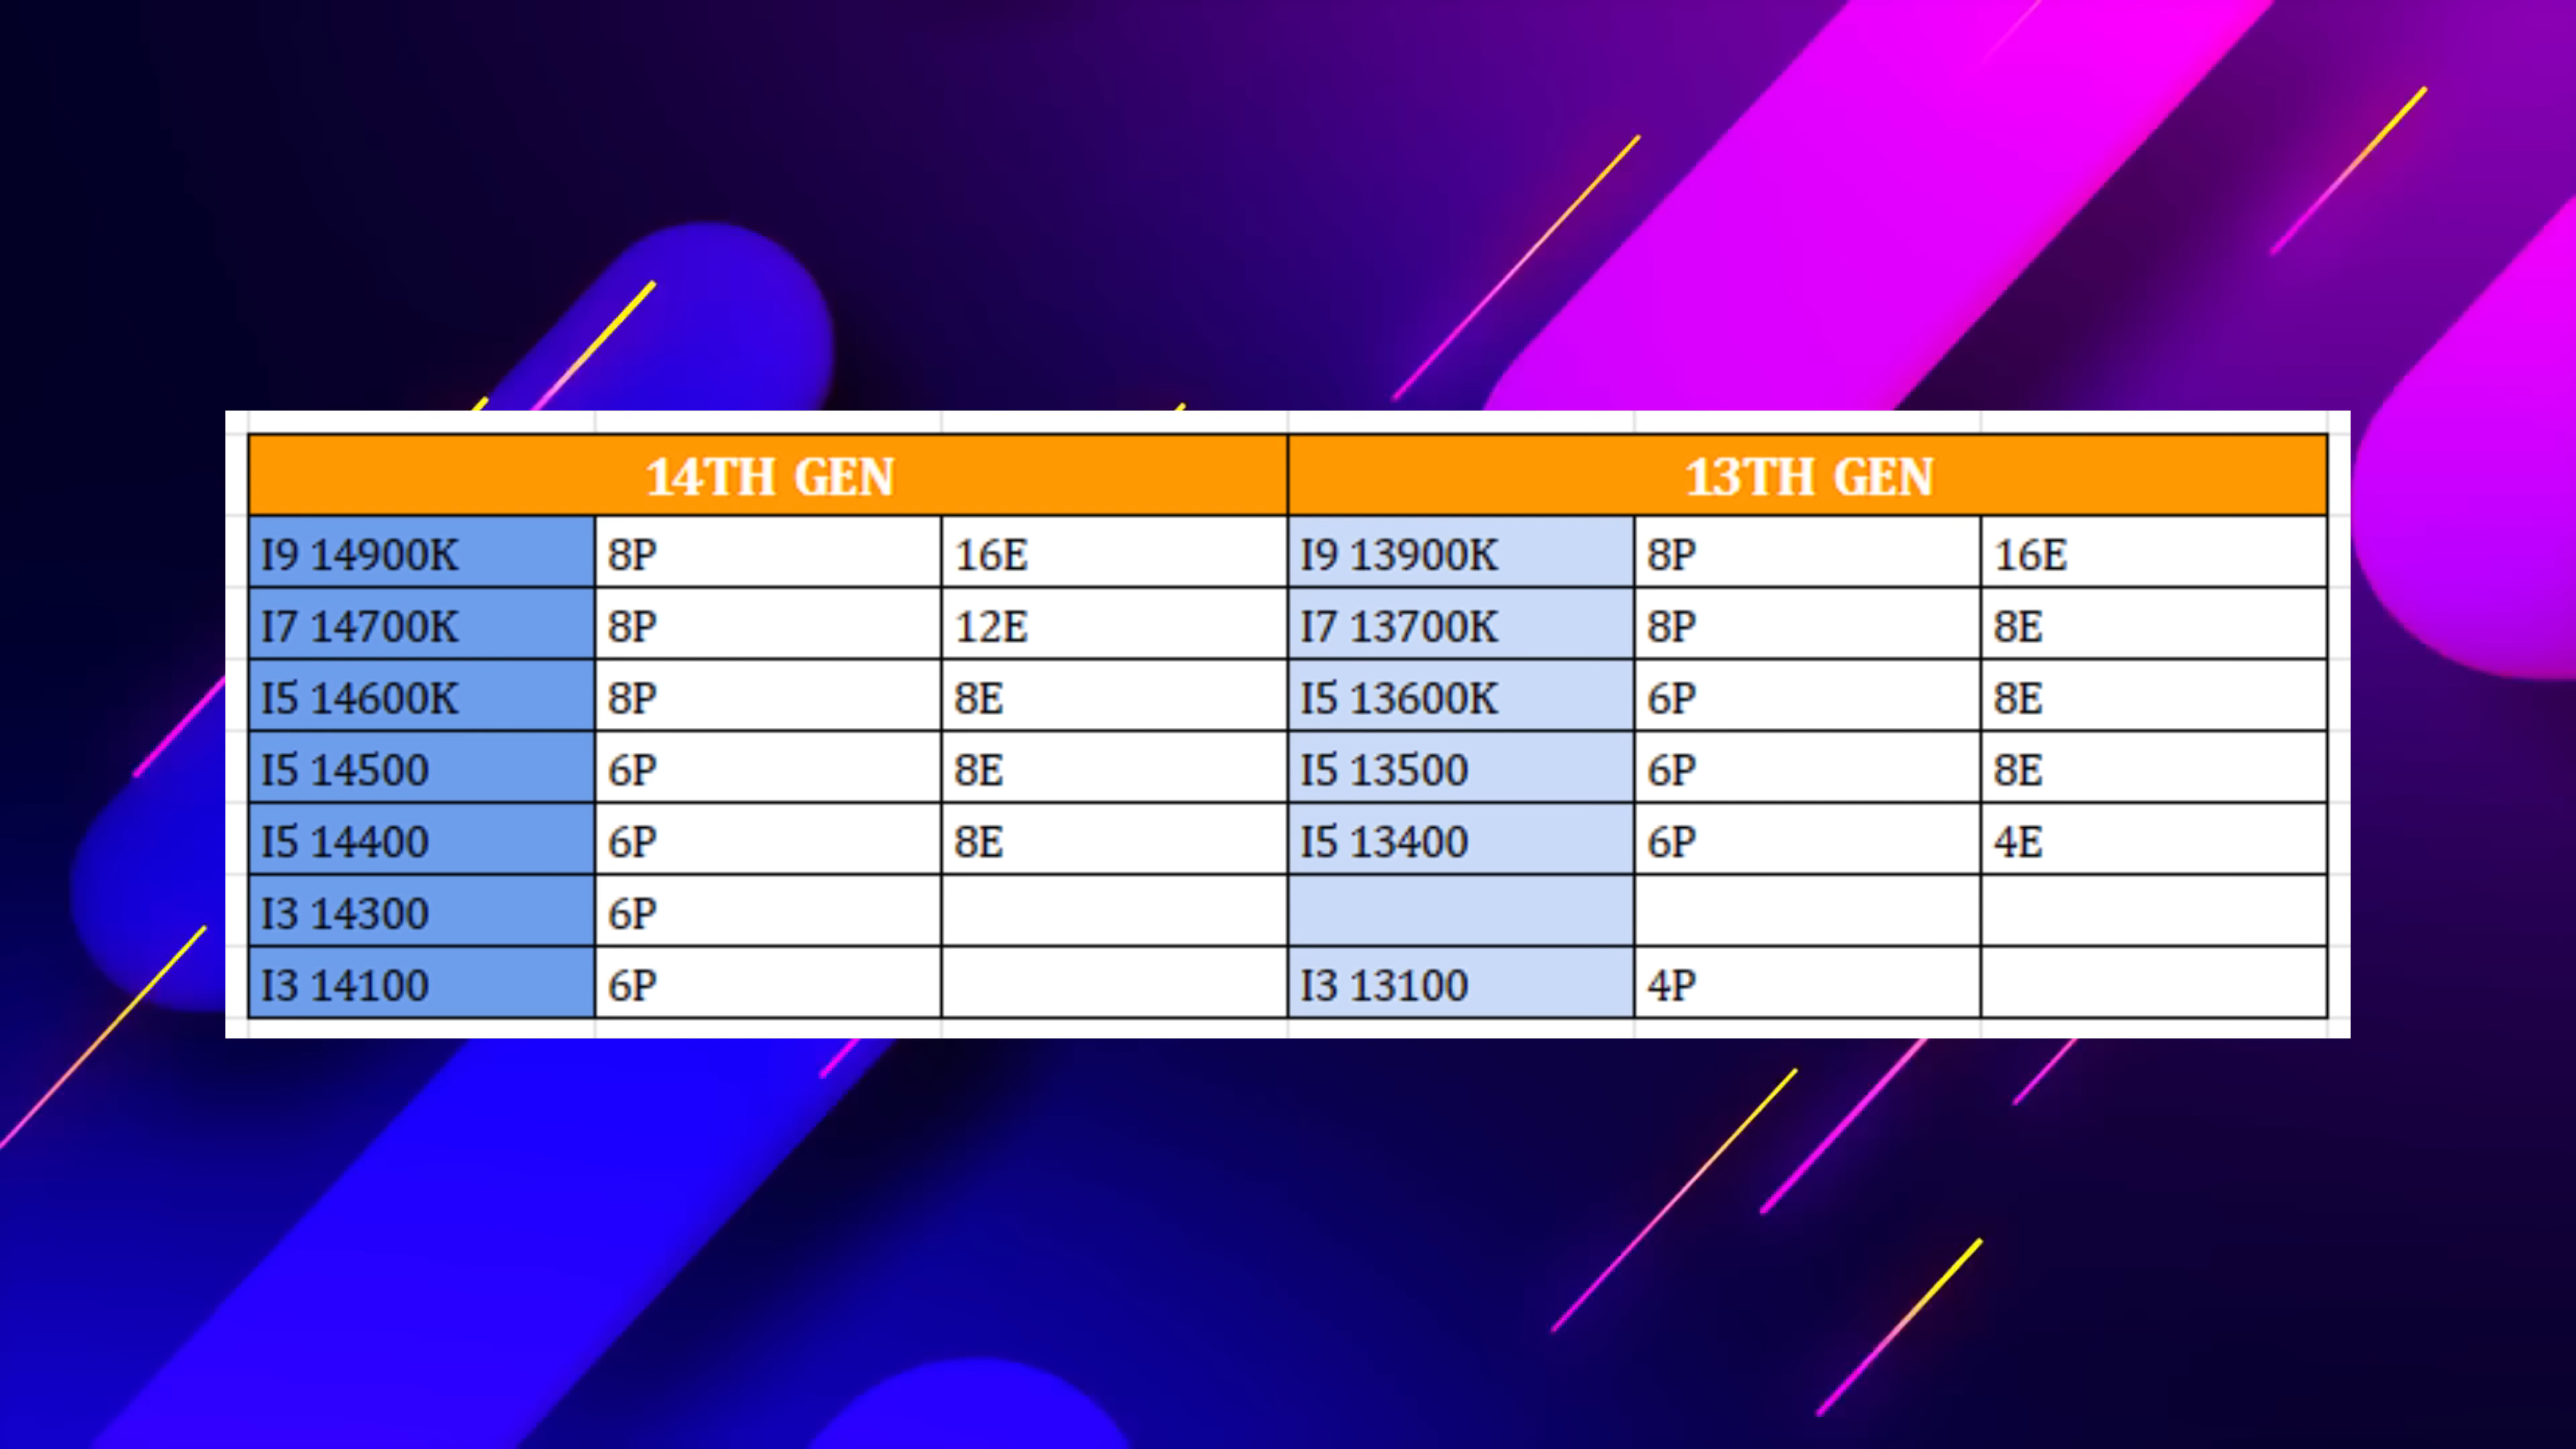 14TH GEN 13TH GEN
I9 14900K 8P 16E I9 13900K 8P 16E
I7 14700K 8P 12E I7 13700K 8P 8E
I5 14600K 8P 8E I5 13600K 6P 8E
I5 14500 6P 8E I5 13500 6P 8E
I5 14400 6P 8E I5 13400 6P 4E
I3 14300 6P
I3 14100 6P I3 13100 4P